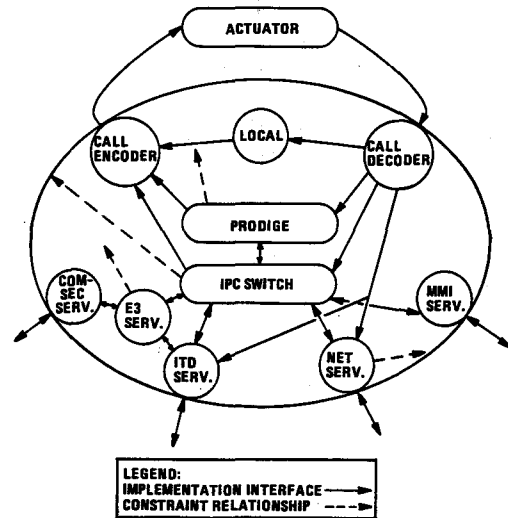 ACTUATOR
CALL
ENCODER
LOCAL
CALL
DECODER
PRODIGE
IPC SWITCH
COM-
SEC SERV.
E3
SERV.
ITD
SERV.
NET
SERV.
MMI
SERV.
LEGEND:
IMPLEMENTATION INTERFACE
CONSTRAINT RELATIONSHIP